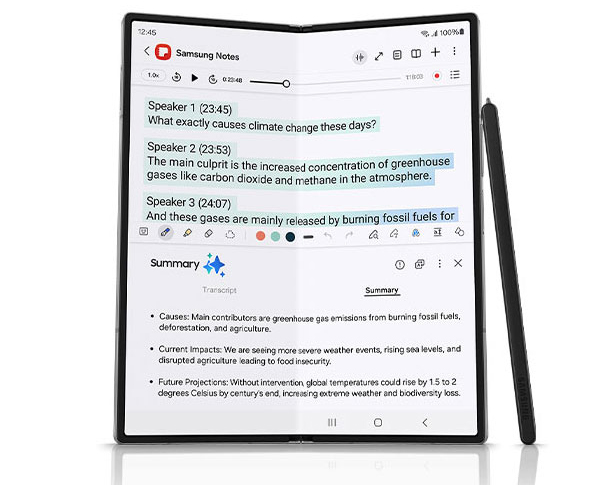 12:45
100%
Samsung Notes
1.0x
0:23:48
1:18:03
Speaker 1 (23:45)
What exactly causes climate change these days?
Speaker 2 (23:53)
The main culprit is the increased concentration of greenhouse
gases like carbon dioxide and methane in the atmosphere.
Speaker 3 (24:07)
And these gases are mainly released by burning fossil fuels for
Summary
Transcript
Summary
• Causes: Main contributors are greenhouse gas emissions from burning fossil fuels,
deforestation, and agriculture.
• Current Impacts: We are seeing more severe weather events, rising sea levels, and
disrupted agriculture leading to food insecurity.
• Future Projections: Without intervention, global temperatures could rise by 1.5 to 2
degrees Celsius by century's end, increasing extreme weather and biodiversity loss.
SAMSUNG